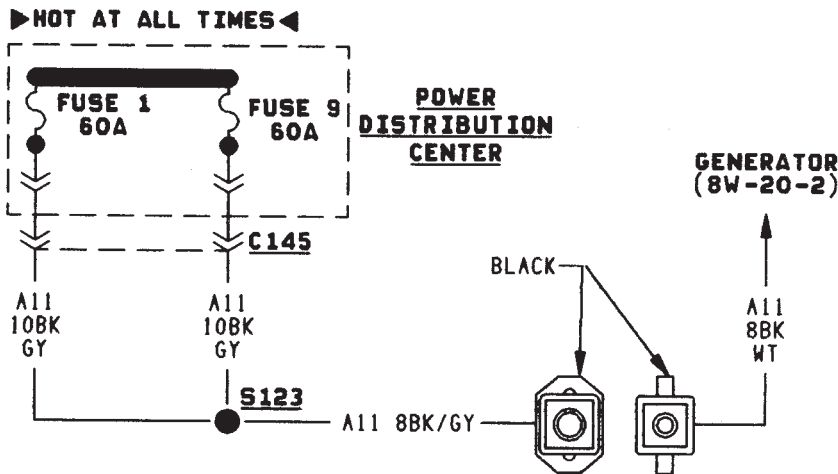 HOT AT ALL TIMES
FUSE 1
60A
FUSE 9
60A
POWER
DISTRIBUTION
CENTER
GENERATOR
(8W-20-2)
C145
BLACK
A11
10BK
GY
A11
10BK
GY
A11
8BK
WT
S123
A11 8BK/GY